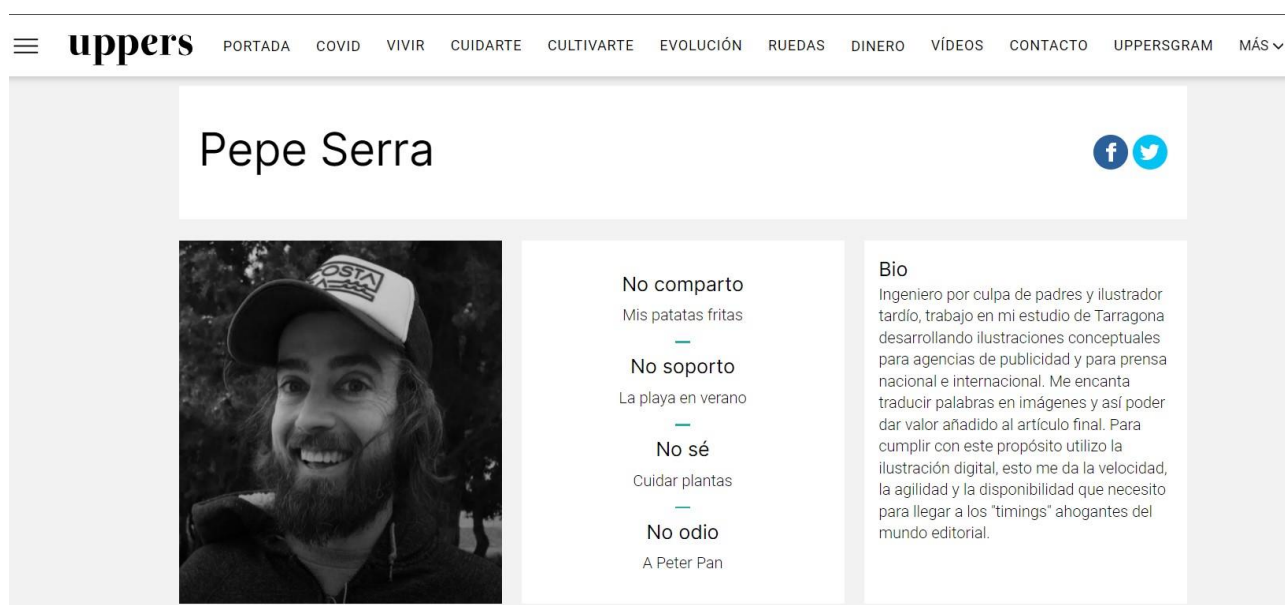 uppers PORTADA COVID VIVIR CUIDARTE CULTIVARTE EVOLUCIÓN RUEDAS DINERO VÍDEOS CONTACTO UPPERSGRAM MÁS
Pepe Serra
COSTA
No comparto
Mis patatas fritas
No soporto
La playa en verano
No sé
Cuidar plantas
No odio
A Peter Pan
Bio
Ingeniero por culpa de padres y ilustrador
tardío, trabajo en mi estudio de Tarragona
desarrollando ilustraciones conceptuales
para agencias de publicidad y para prensa
nacional e internacional. Me encanta
traducir palabras en imágenes y así poder
dar valor añadido al artículo final. Para
cumplir con este propósito utilizo la
ilustración digital, esto me da la velocidad,
la agilidad y la disponibilidad que necesito
para llegar a los "timings" ahogantes del
mundo editorial.